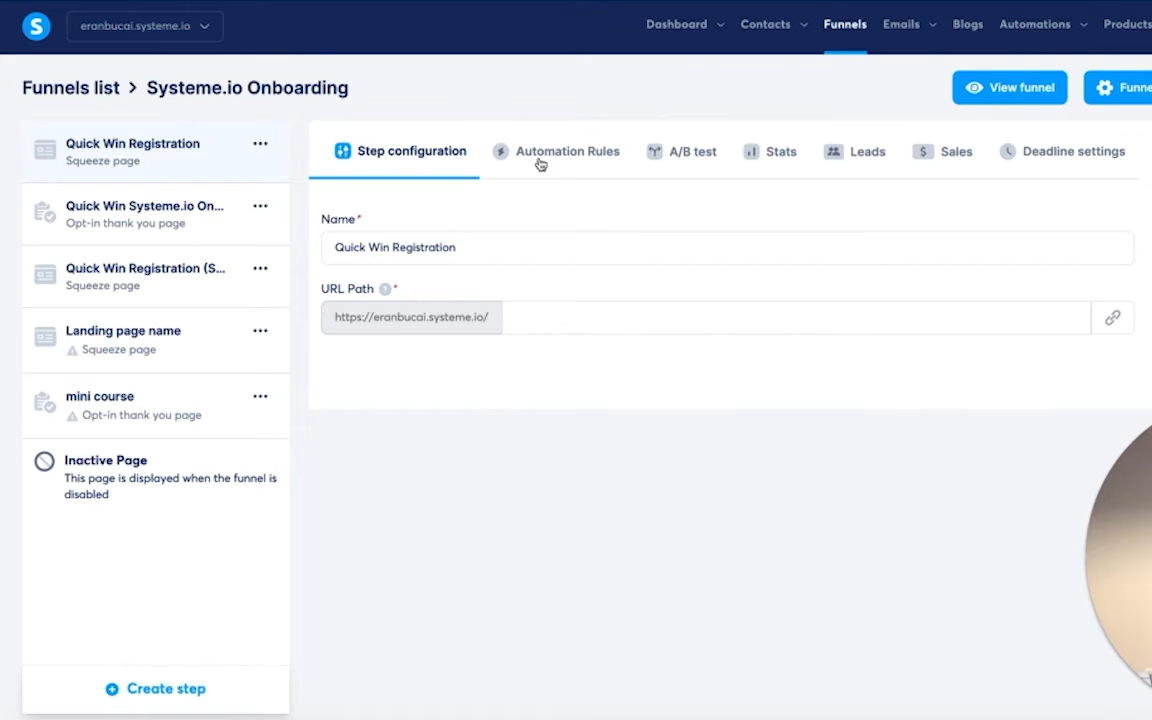 S
eranbucai.systeme.io
Dashboard
Contacts
Funnels
Emails
Blogs
Automations
Products
Funnels list > Systeme.io Onboarding
View funnel
Funne
Quick Win Registration
Squeeze page
Quick Win Systeme.io On...
Opt-in thank you page
Quick Win Registration (S...
Squeeze page
Landing page name
Squeeze page
mini course
Opt-in thank you page
Inactive Page
This page is displayed when the funnel is
disabled
Create step
Step configuration
Automation Rules
A/B test
Stats
Leads
$ Sales
Deadline settings
Name*
Quick Win Registration
URL Path ? *
https://eranbucai.systeme.io/